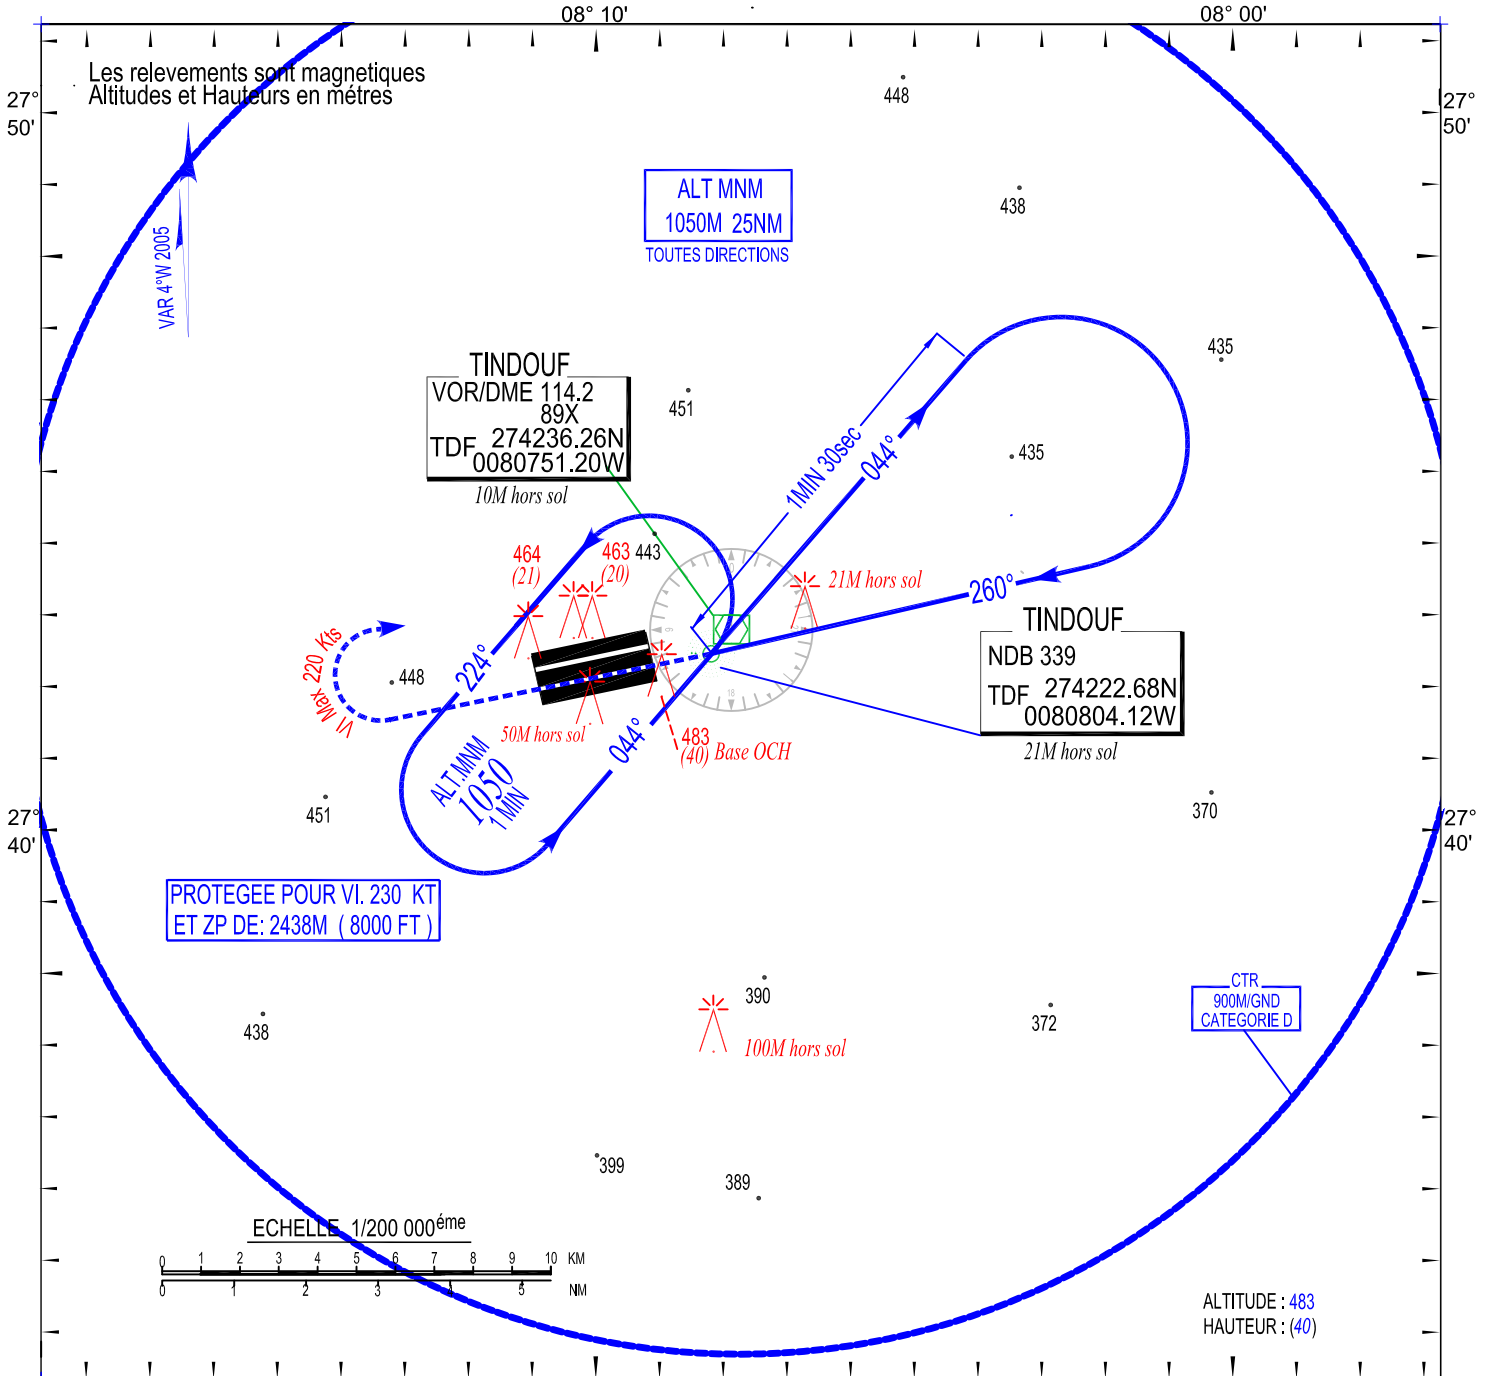 08° 10'
08° 00'
Les relevements sont magnetiques
Altitudes et Hauteurs en métres
27°
50'
27°
50'
448
438
ALT MNM
1050M 25NM
TOUTES DIRECTIONS
VAR 4°W 2005
435
TINDOUF
VOR/DME 114.2
89X
TDF 274236.26N
0080751.20W
10M hors sol
451
1MIN 30sec
044°
435
464
(21)
463
(20)
443
21M hors sol
260°
TINDOUF
NDB 339
TDF 274222.68N
0080804.12W
21M hors sol
VI Max 220 Kts
448
224°
50M hors sol
044°
483
(40) Base OCH
18
ALT.MNM
1050
1 MIN
451
370
27°
40'
27°
40'
PROTEGEE POUR VI. 230 KT
ET ZP DE: 2438M ( 8000 FT )
390
100M hors sol
438
372
CTR
900M/GND
CATEGORIE D
399
389
ECHELLE 1/200 000éme
0 1 2 3 4 5 6 7 8 9 10 KM
0 1 2 3 4 5 NM
ALTITUDE : 483
HAUTEUR : (40)